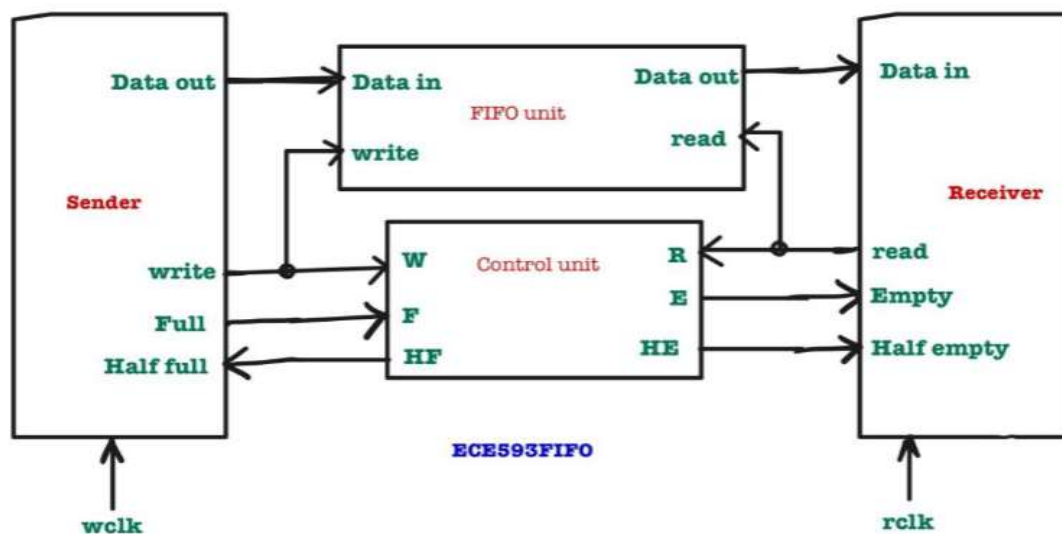 Data out
Data in
Data out
Data in
FIFO unit
write
read
Sender
Receiver
write
W
Control unit
R
read
Full
F
E
Empty
Half full
HF
HE
Half empty
ECE593FIFO
wclk
rclk